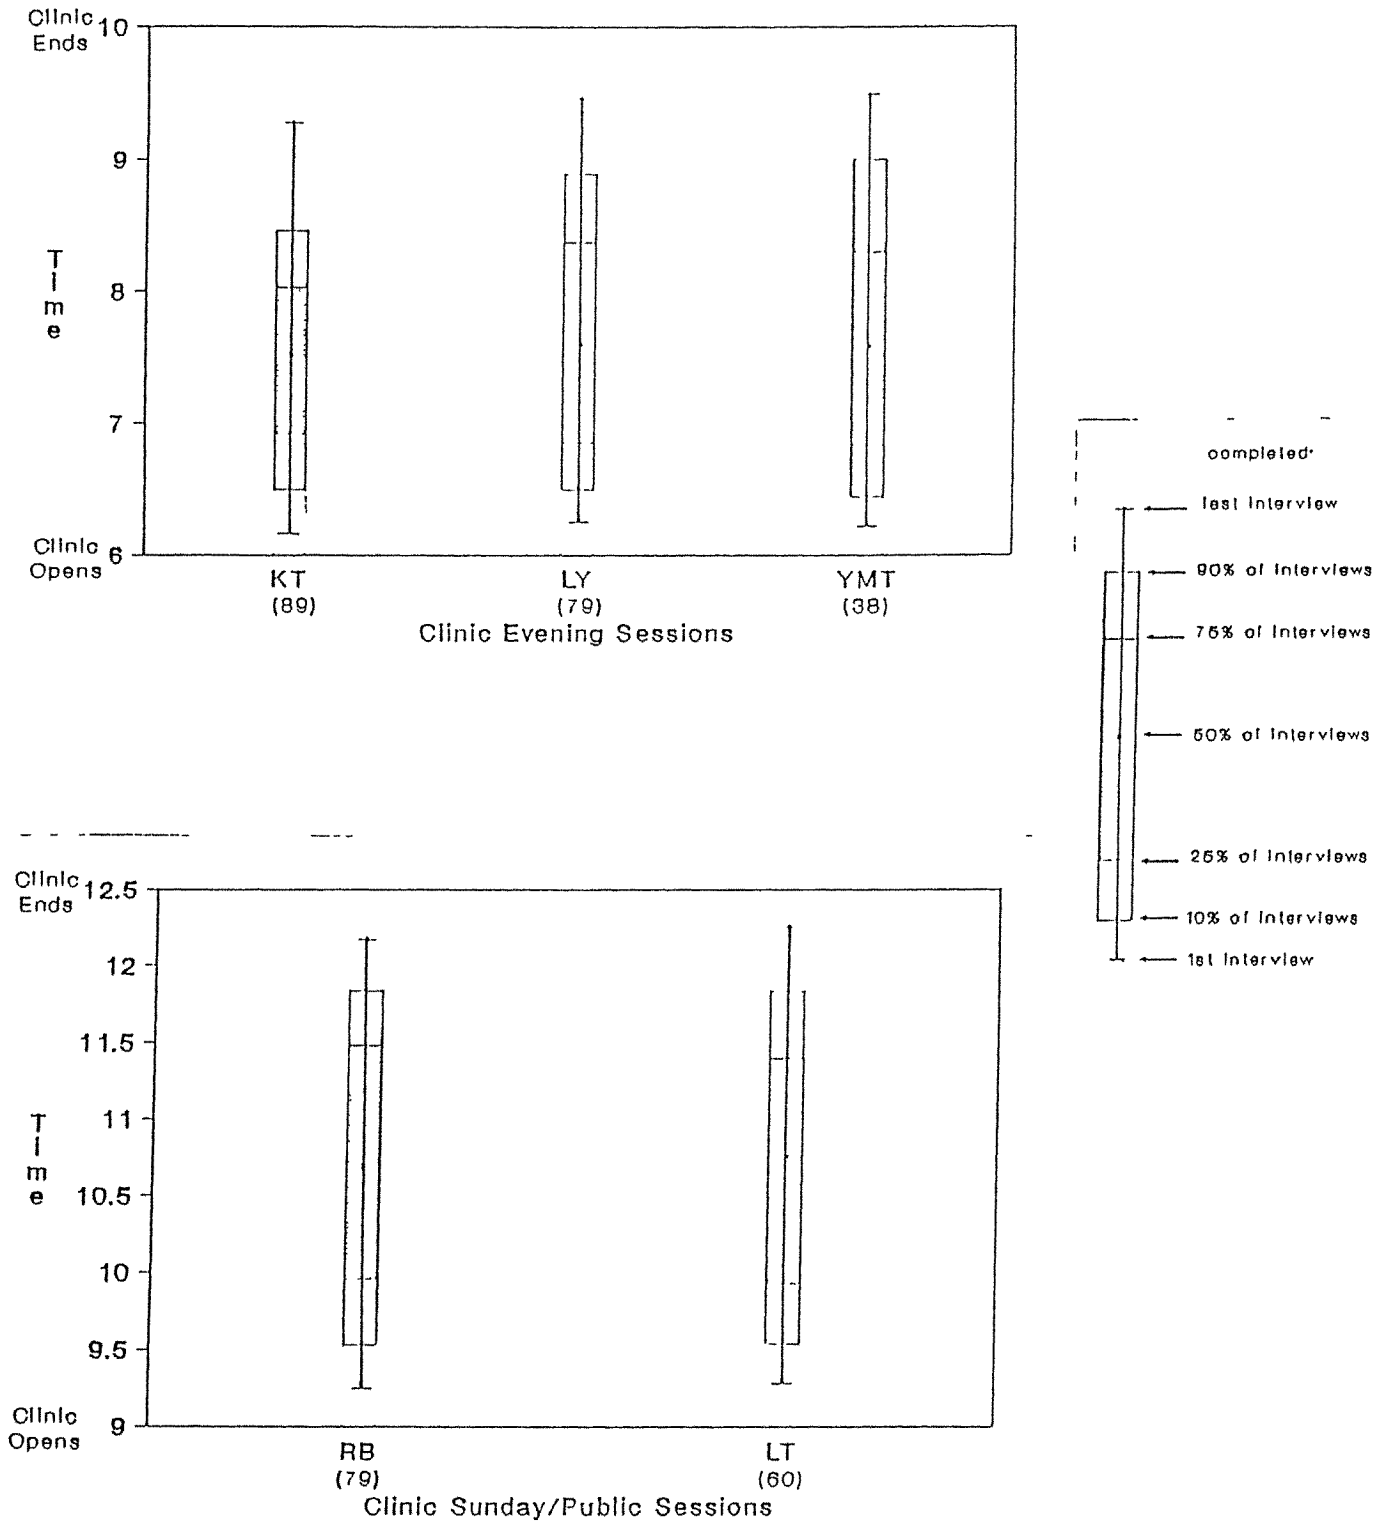 Clinic
Ends
10
9
8
7
6
Time
Clinic
Opens
KT
LY
YMT
(89)
(79)
(38)
Clinic Evening Sessions
completed:
last Interview
90% of Interviews
75% of Interviews
50% of Interviews
25% of Interviews
10% of Interviews
1st Interview
Clinic
Ends
12.5
12
11.5
11
10.5
10
9.5
9
Time
Clinic
Opens
RB
LT
(79)
(60)
Clinic Sunday/Public Sessions